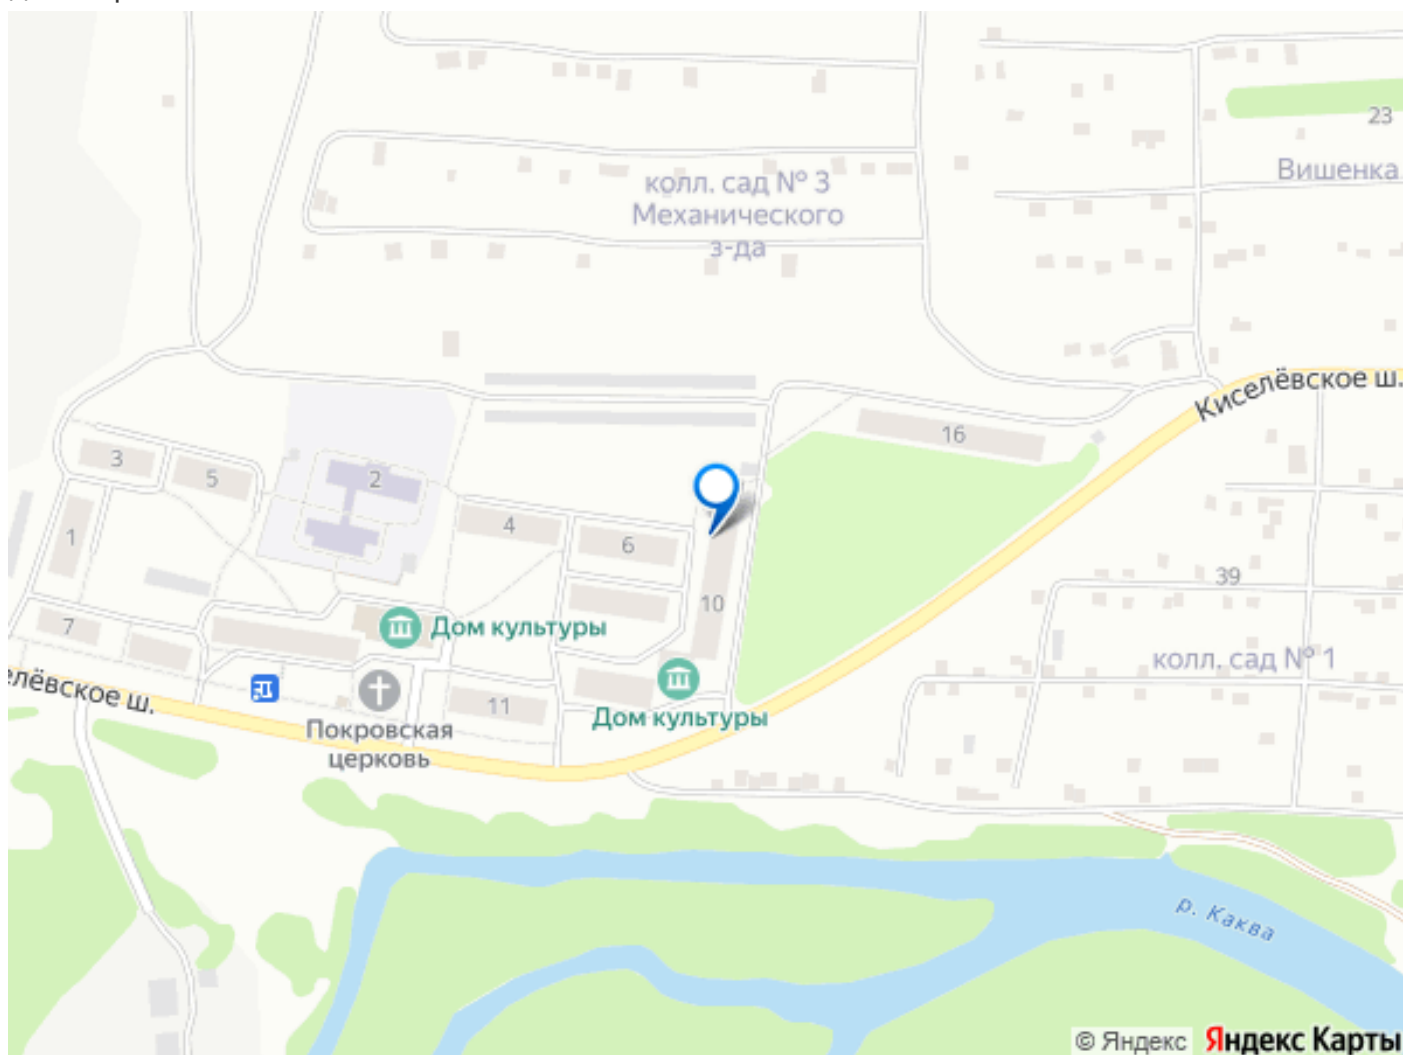 23
Вишенка
колл. сад № 3
Механического
з-да
Киселёвское ш.
16
3
5
2
4
1
6
39
10
7
Дом культуры
колл. сад № 1
елёвское ш.
11
Дом культуры
Покровская
церковь
р. Каква
© Яндекс Яндекс Карты